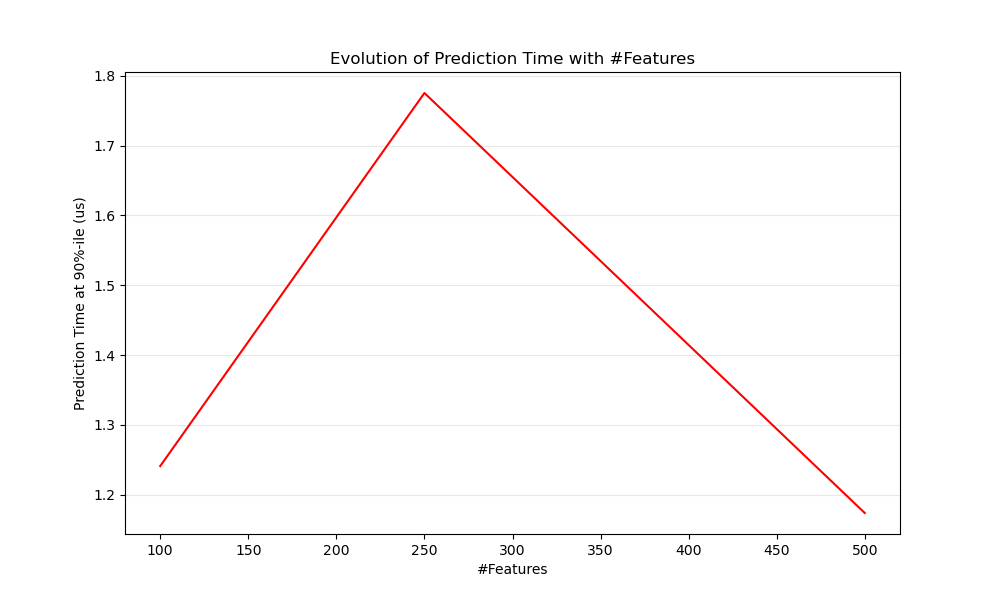 Evolution of Prediction Time with #Features
Prediction Time at 90%-ile (us)
1.8
1.7
1.6
1.5
1.4
1.3
1.2
100 150 200 250 300 350 400 450 500
#Features